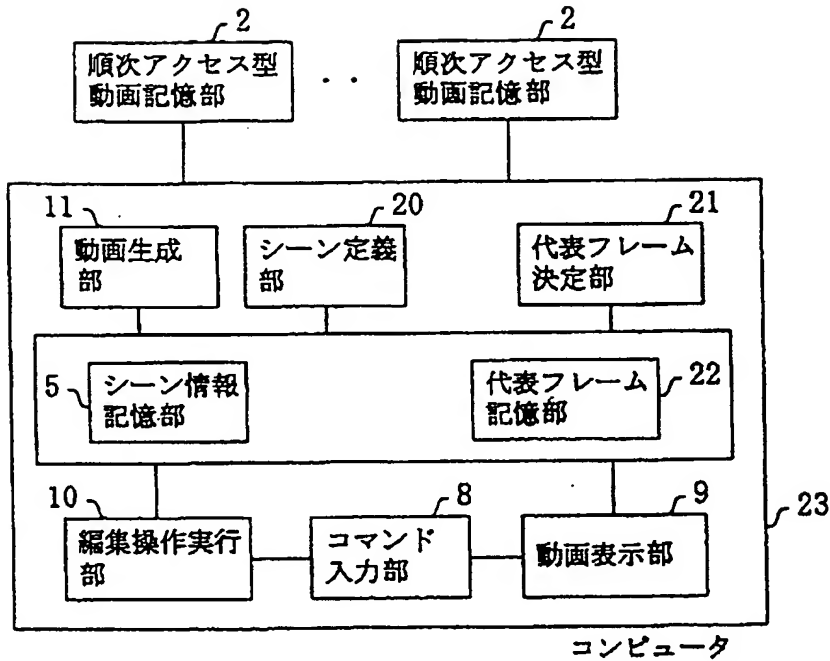 2
2
順次アクセス型
動画記憶部
・・
順次アクセス型
動画記憶部
11
20
21
動画生成
部
シーン定義
部
代表フレーム
決定部
5
シーン情報
記憶部
代表フレーム
記憶部
22
10
8
9
23
編集操作実行
部
コマンド
入力部
動画表示部
コンピュータ